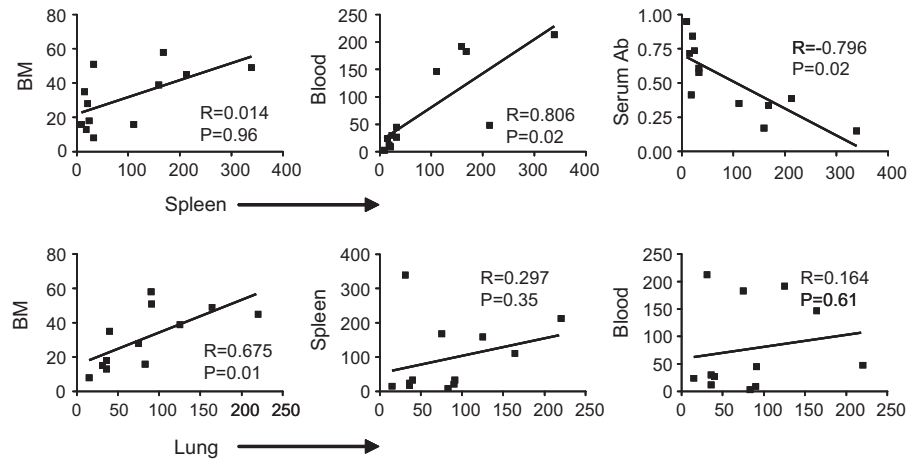 80
60
40
20
0
BM
0 100 200 300 400
R=0.014
P=0.96
250
200
150
100
50
0
Blood
0 100 200 300 400
R=0.806
P=0.02
1.00
0.75
0.50
0.25
0.00
Serum Ab
0 100 200 300 400
R=-0.796
P=0.02
Spleen
80
60
40
20
0
BM
0 50 100 150 200 250
R=0.675
P=0.01
400
300
200
100
0
Spleen
0 50 100 150 200 250
R=0.297
P=0.35
250
200
150
100
50
0
Blood
0 50 100 150 200 250
R=0.164
P=0.61
Lung